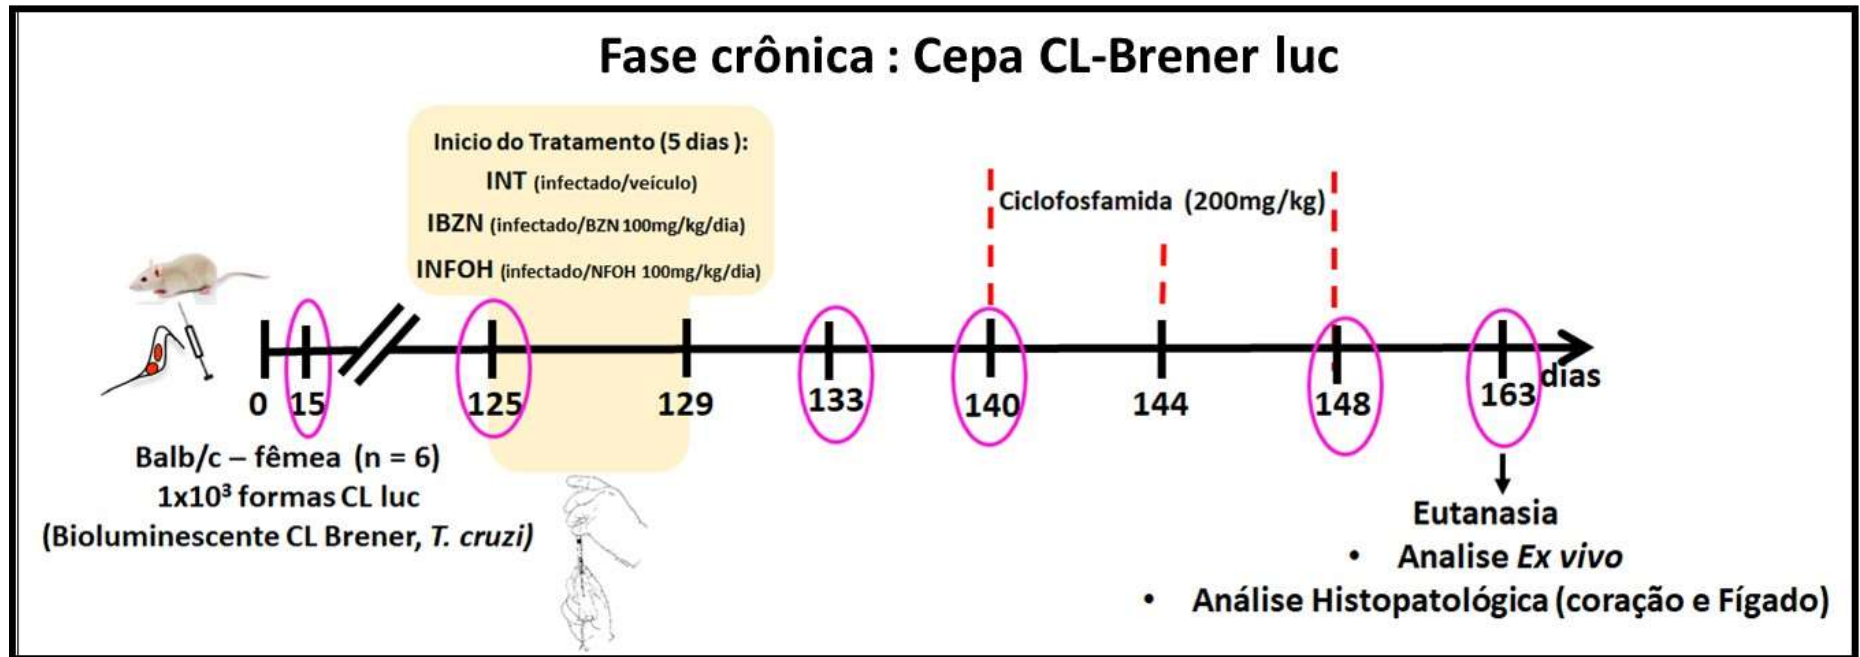 Fase crônica : Cepa CL-Brener luc
Inicio do Tratamento (5 dias ):
INT (infectado/veículo)
IBZN (infectado/BZN 100mg/kg/dia)
INFOH (infectado/NFOH 100mg/kg/dia)
Ciclofosfamida (200mg/kg)
0 15 125 129 133 140 144 148 163 dias
Balb/c – fêmea (n = 6)
1x10³ formas CL luc
(Bioluminescente CL Brener, T. cruzi)
Eutanasia
• Analise Ex vivo
• Análise Histopatológica (coração e Fígado)